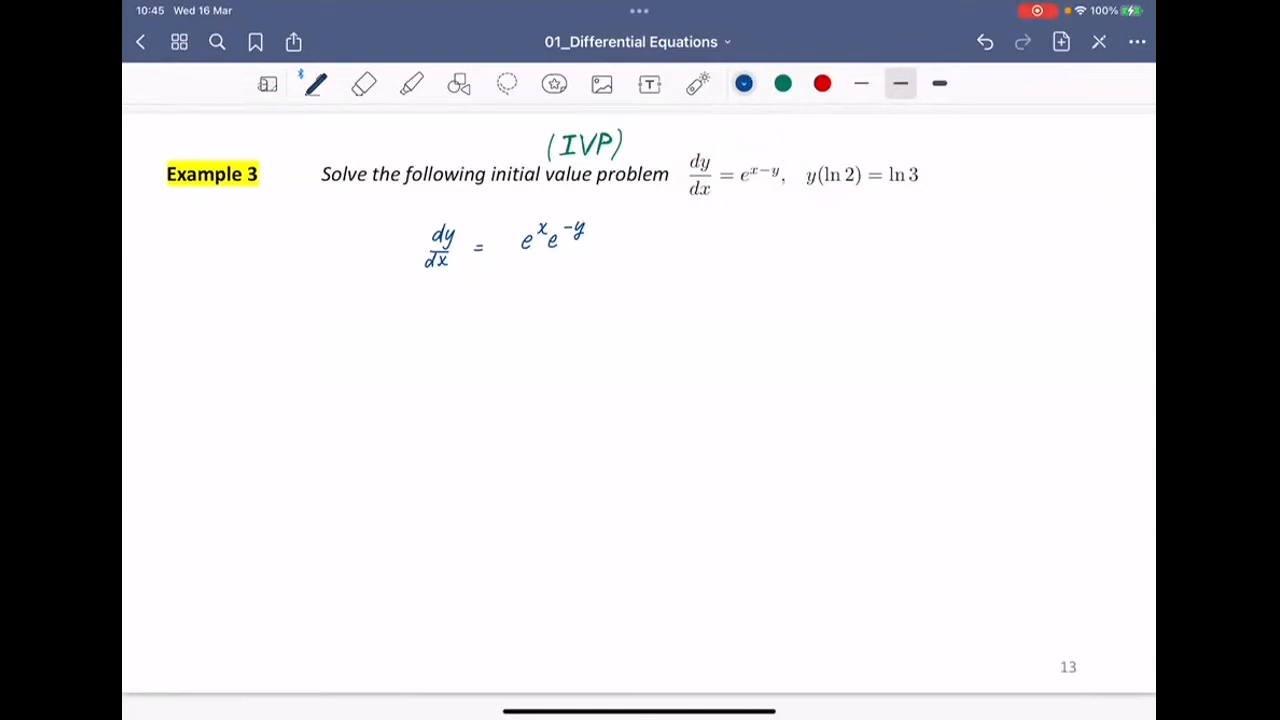 10:45 Wed 16 Mar
100%
01_Differential Equations
T
(IVP)
Example 3 Solve the following initial value problem dy/dx = e^{x−y}, y(ln 2) = ln 3
dy/dx = e^x e^{-y}
13